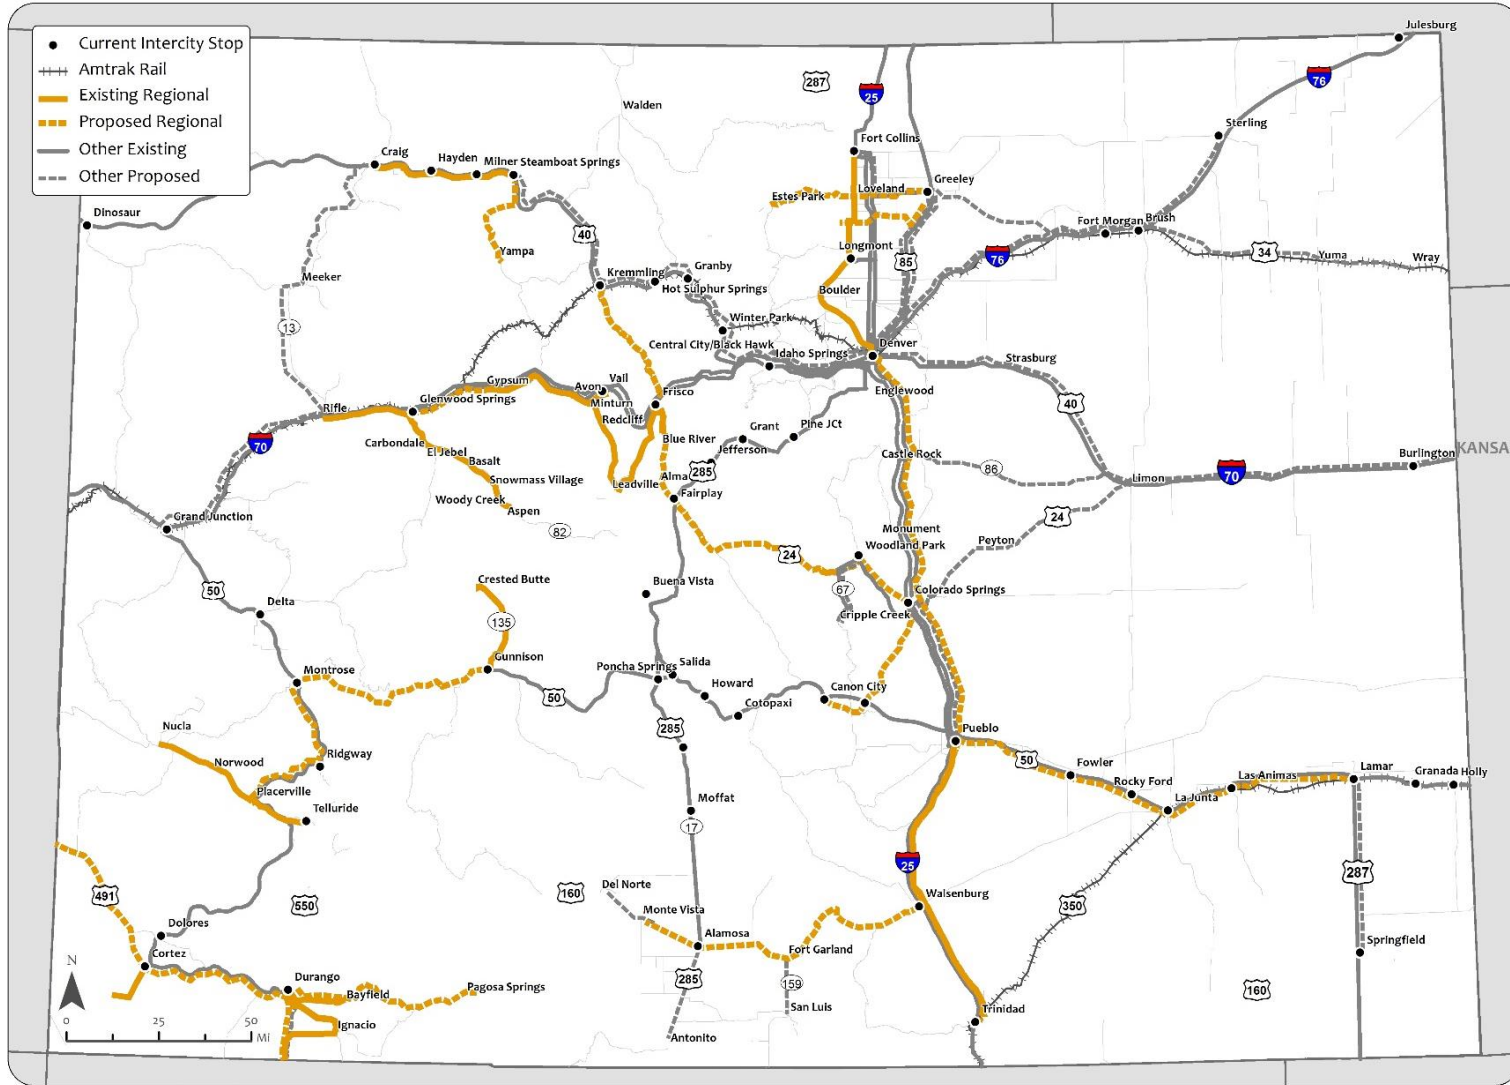 Current Intercity Stop
Amtrak Rail
Existing Regional
Proposed Regional
Other Existing
Other Proposed
Julesburg
287
25
76
Walden
Sterling
Fort Collins
Craig
Hayden
Milner Steamboat Springs
Loveland
Greeley
Estes Park
Dinosaur
Fort Morgan
Brush
40
Longmont
85
76
34
Yuma
Wray
Yampa
Meeker
Kremmling
Granby
Hot Sulphur Springs
Boulder
13
Winter Park
Central City/Black Hawk
Idaho Springs
Denver
Strasburg
Gypsum
Avon
Vail
Minturn
Frisco
Englewood
Rifle
Glenwood Springs
Redcliff
40
70
Carbondale
El Jebel
Basalt
Blue River
Grant
Jefferson
Pine JCt
Castle Rock
86
KANSA
Burlington
70
Snowmass Village
Leadville
Alma
285
Limon
Woody Creek
Aspen
Fairplay
Grand Junction
82
24
Monument
Woodland Park
24
Peyton
Crested Butte
Buena Vista
50
67
Colorado Springs
Delta
135
Cripple Creek
Montrose
Gunnison
Poncha Springs
Salida
50
Howard
Canon City
Cotopaxi
Nucla
285
Pueblo
Norwood
Ridgway
50
Fowler
Las Animas
Lamar
Granada
Holly
Placerville
Rocky Ford
Telluride
Moffat
La Junta
17
25
287
491
550
160
Del Norte
Walsenburg
350
Monte Vista
Dolores
Alamosa
Fort Garland
Springfield
Cortez
N
Durango
Bayfield
Pagosa Springs
285
159
160
San Luis
Trinidad
Ignacio
0
25
50
Mi
Antonito